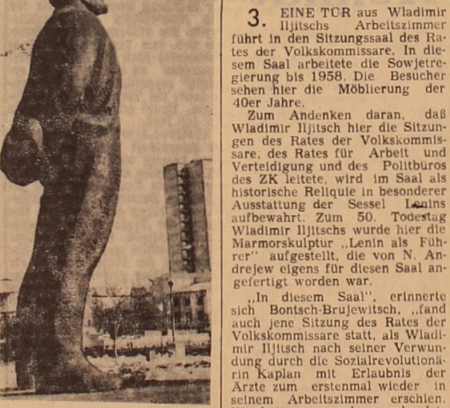 3. EINE TÜR aus Wladimir
Iljitschs Arbeitszimmer
führt in den Sitzungssaal des Ra-
tes der Volkskommissare. In die-
sem Saal arbeitete die Sowjetre-
gierung bis 1958. Die Besucher
sehen hier die Möblierung der
40er Jahre.
Zum Andenken daran, daß
Wladimir Iljitsch hier die Sitzun-
gen des Rates der Volkskommis-
sare, des Rates für Arbeit und
Verteidigung und des Politbüros
des ZK leitete, wird im Saal als
historische Reliquie in besonderer
Ausstattung der Sessel Lenins
aufbewahrt. Zum 50. Todestag
Wladimir Iljitschs wurde hier die
Marmorskulptur „Lenin als Füh-
rer" aufgestellt, die von N. An-
drejew eigens für diesen Saal an-
gefertigt worden war.
„In diesem Saal", erinnerte
sich Bontsch-Brujewitsch, „fand
auch jene Sitzung des Rates der
Volkskommissare statt, als Wladi-
mir Iljitsch nach seiner Verwun-
dung durch die Sozialrevolutionä-
rin Kaplan mit Erlaubnis der
Ärzte zum erstenmal wieder in
seinem Arbeitszimmer erschien.